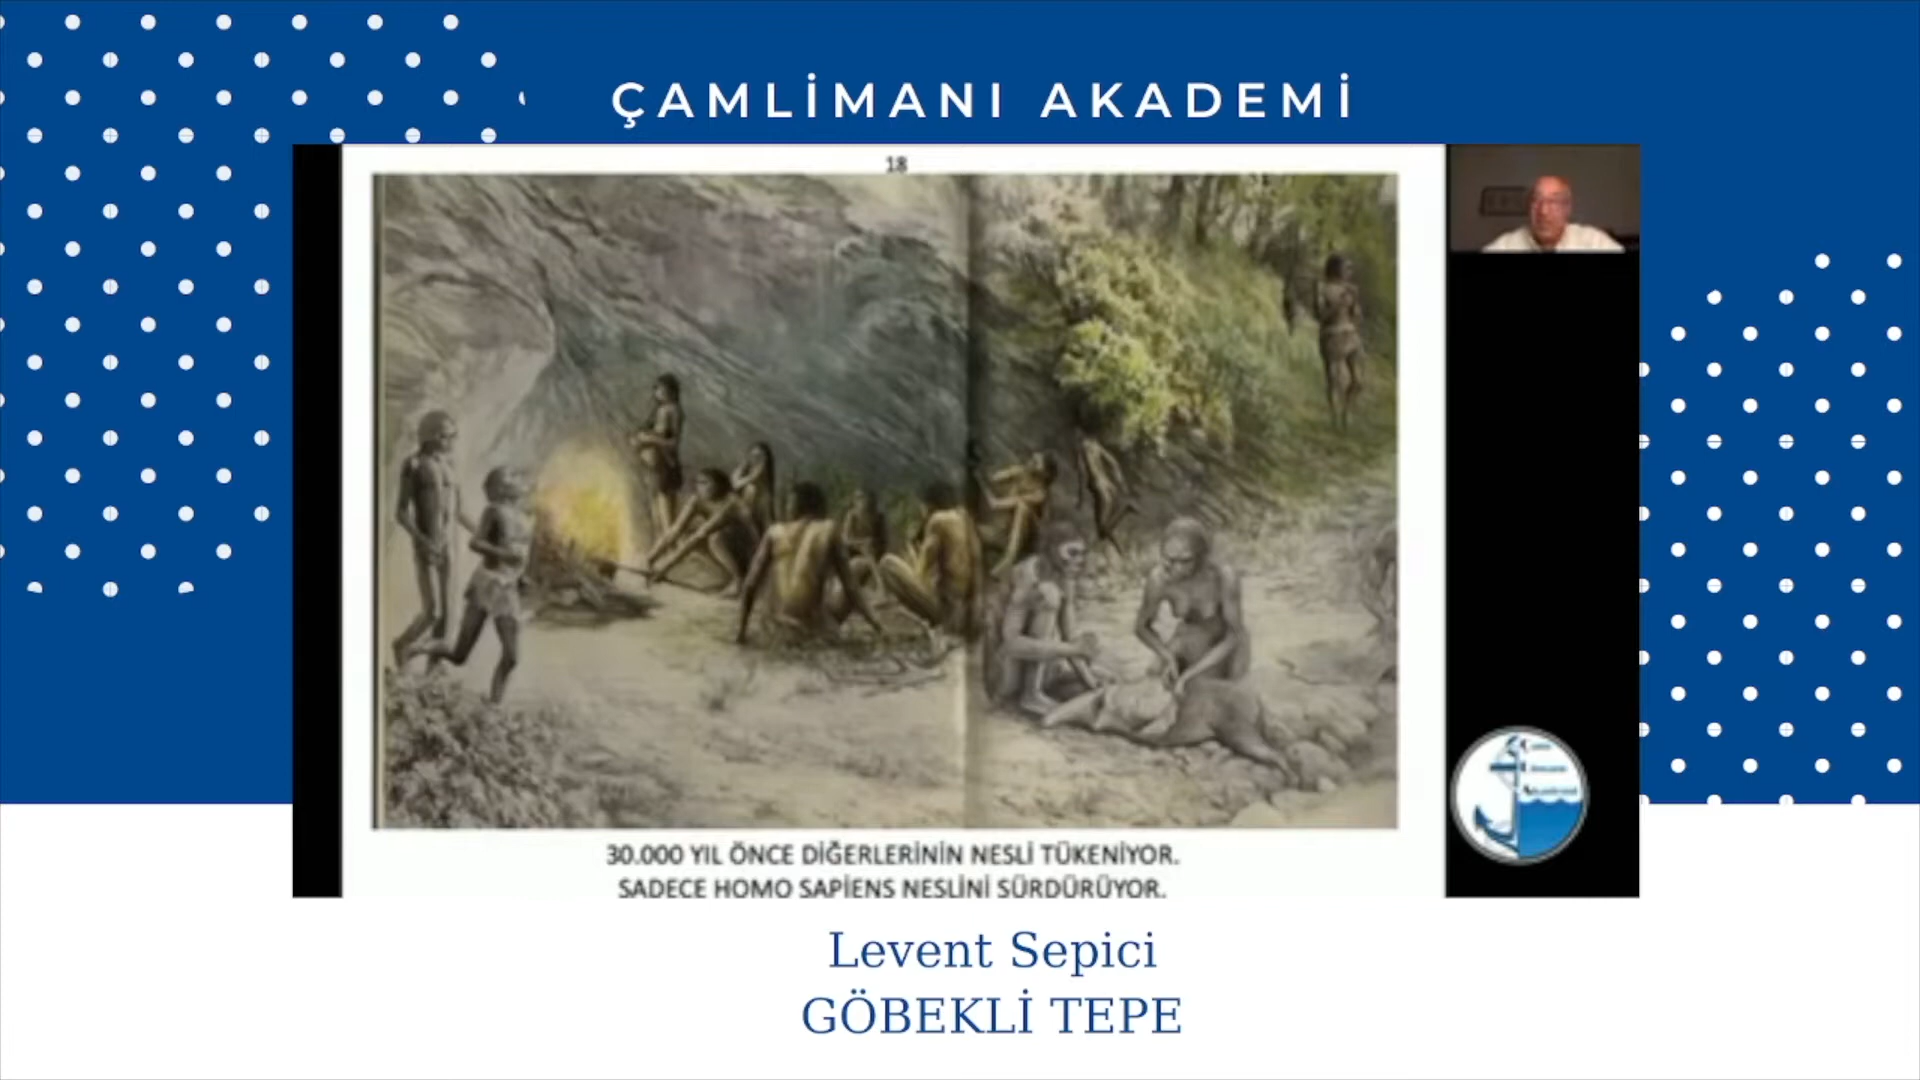 ÇAMLİMANI AKADEMİ
18
30.000 YIL ÖNCE DİĞERLERİNİN NESLİ TÜKENİYOR.
SADECE HOMO SAPİENS NESLİNİ SÜRDÜRÜYOR.
Levent Sepici
GÖBEKLİ TEPE